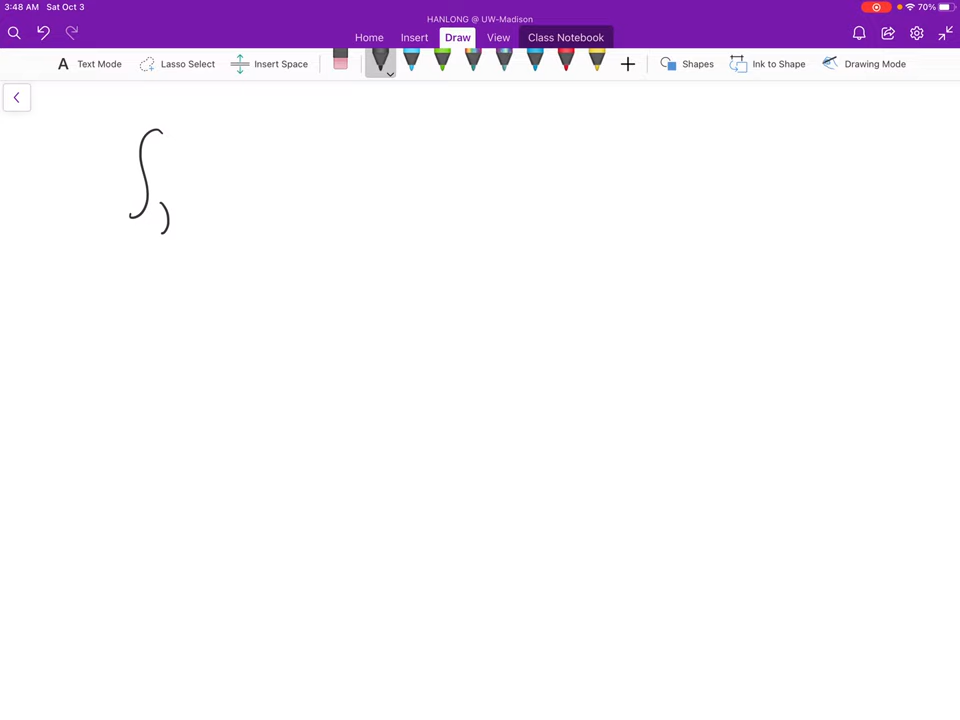 3:48 AM Sat Oct 3
70%
HANLONG @ UW-Madison
Home Insert Draw View Class Notebook
A Text Mode Lasso Select Insert Space Shapes Ink to Shape Drawing Mode
∫
)